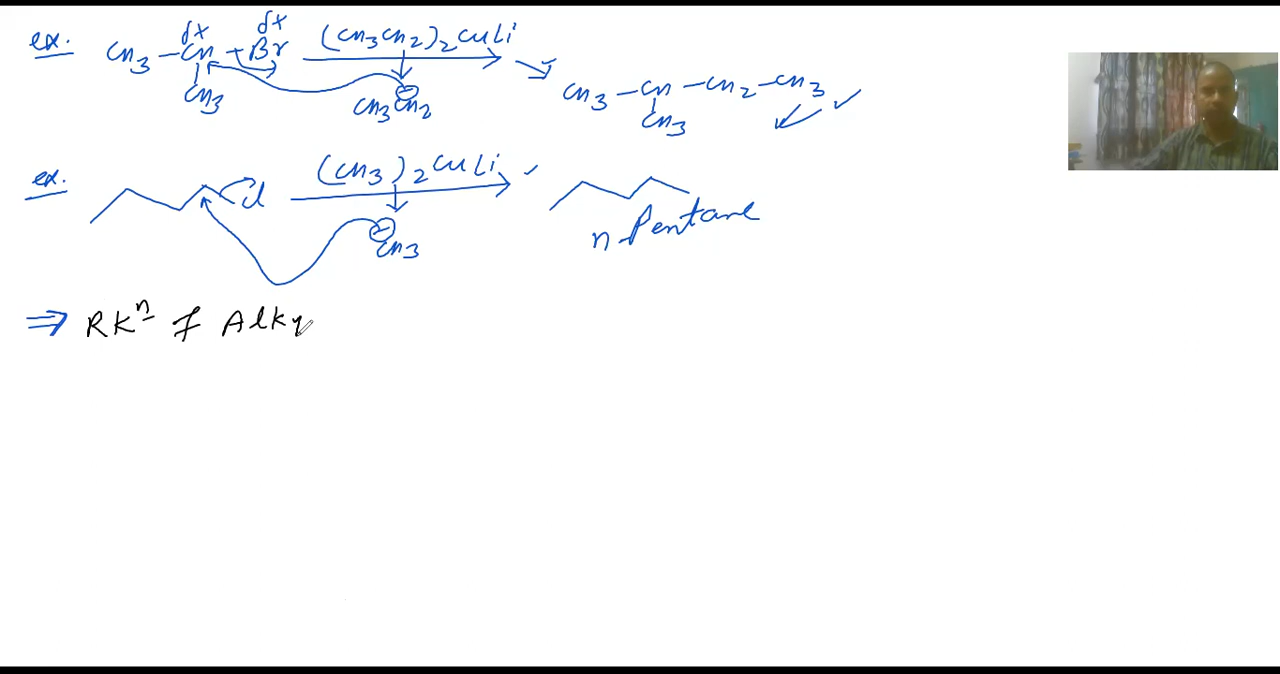 ex. CH3 – CH – Br (CH3CH2)2CuLi
δ+ δ+
CH3 CH3CH2
CH3 – CH – CH2 – CH3
CH3
ex. Cl (CH3)2CuLi
CH3
n-Pentane
⇒ RKn of Alky